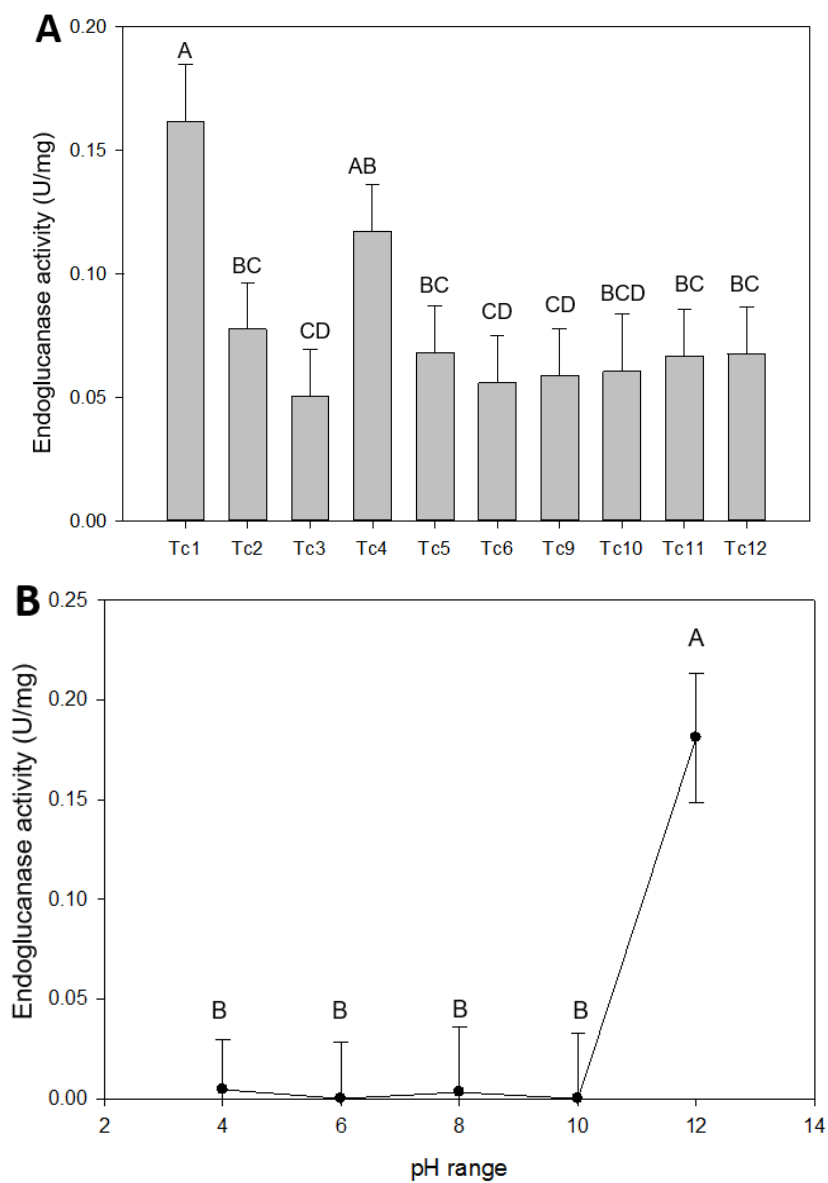 A
Endoglucanase activity (U/mg)
0.20
0.15
0.10
0.05
0.00
A
BC
CD
AB
BC
CD
CD
BCD
BC
BC
Tc1 Tc2 Tc3 Tc4 Tc5 Tc6 Tc9 Tc10 Tc11 Tc12
B
Endoglucanase activity (U/mg)
0.25
0.20
0.15
0.10
0.05
0.00
B
B
B
B
A
2 4 6 8 10 12 14
pH range